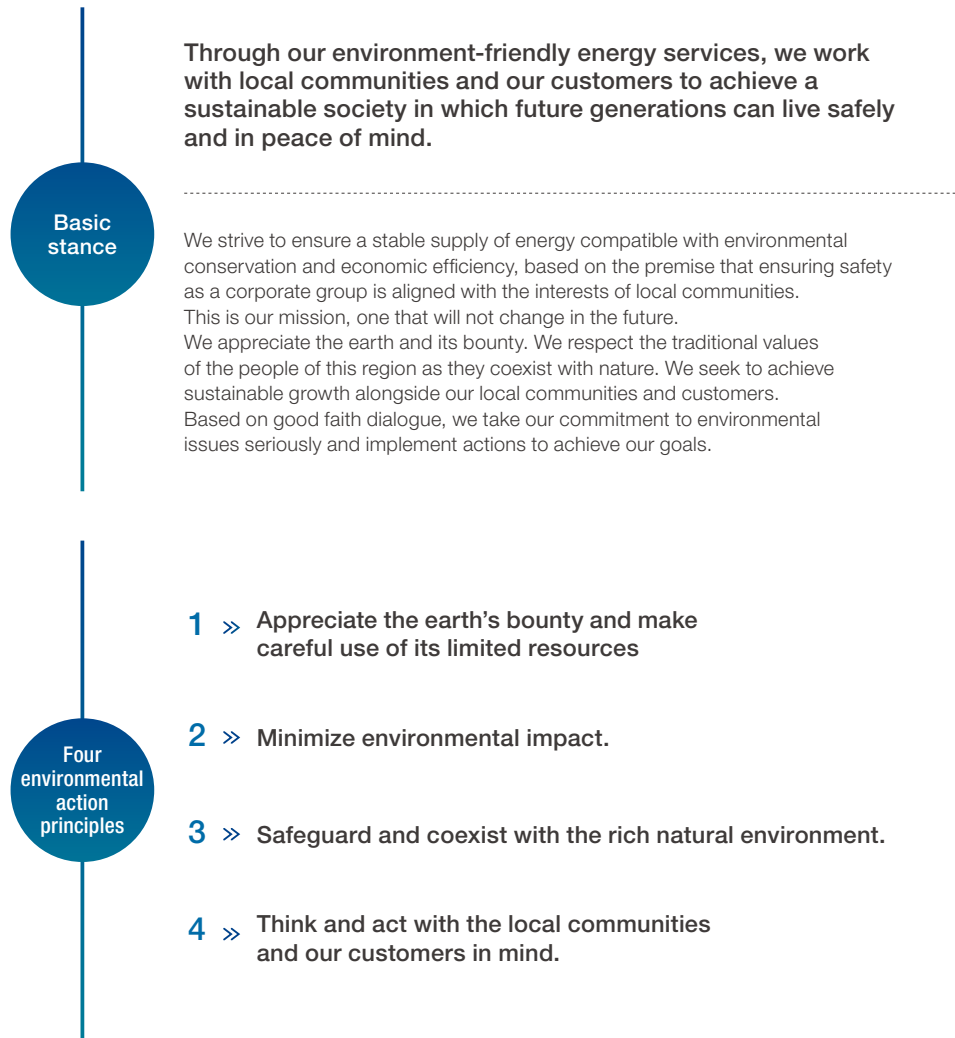 Through our environment-friendly energy services, we work
with local communities and our customers to achieve a
sustainable society in which future generations can live safely
and in peace of mind.
Basic
stance
We strive to ensure a stable supply of energy compatible with environmental
conservation and economic efficiency, based on the premise that ensuring safety
as a corporate group is aligned with the interests of local communities.
This is our mission, one that will not change in the future.
We appreciate the earth and its bounty. We respect the traditional values
of the people of this region as they coexist with nature. We seek to achieve
sustainable growth alongside our local communities and customers.
Based on good faith dialogue, we take our commitment to environmental
issues seriously and implement actions to achieve our goals.
Four
environmental
action
principles
1 » Appreciate the earth’s bounty and make
careful use of its limited resources
2 » Minimize environmental impact.
3 » Safeguard and coexist with the rich natural environment.
4 » Think and act with the local communities
and our customers in mind.